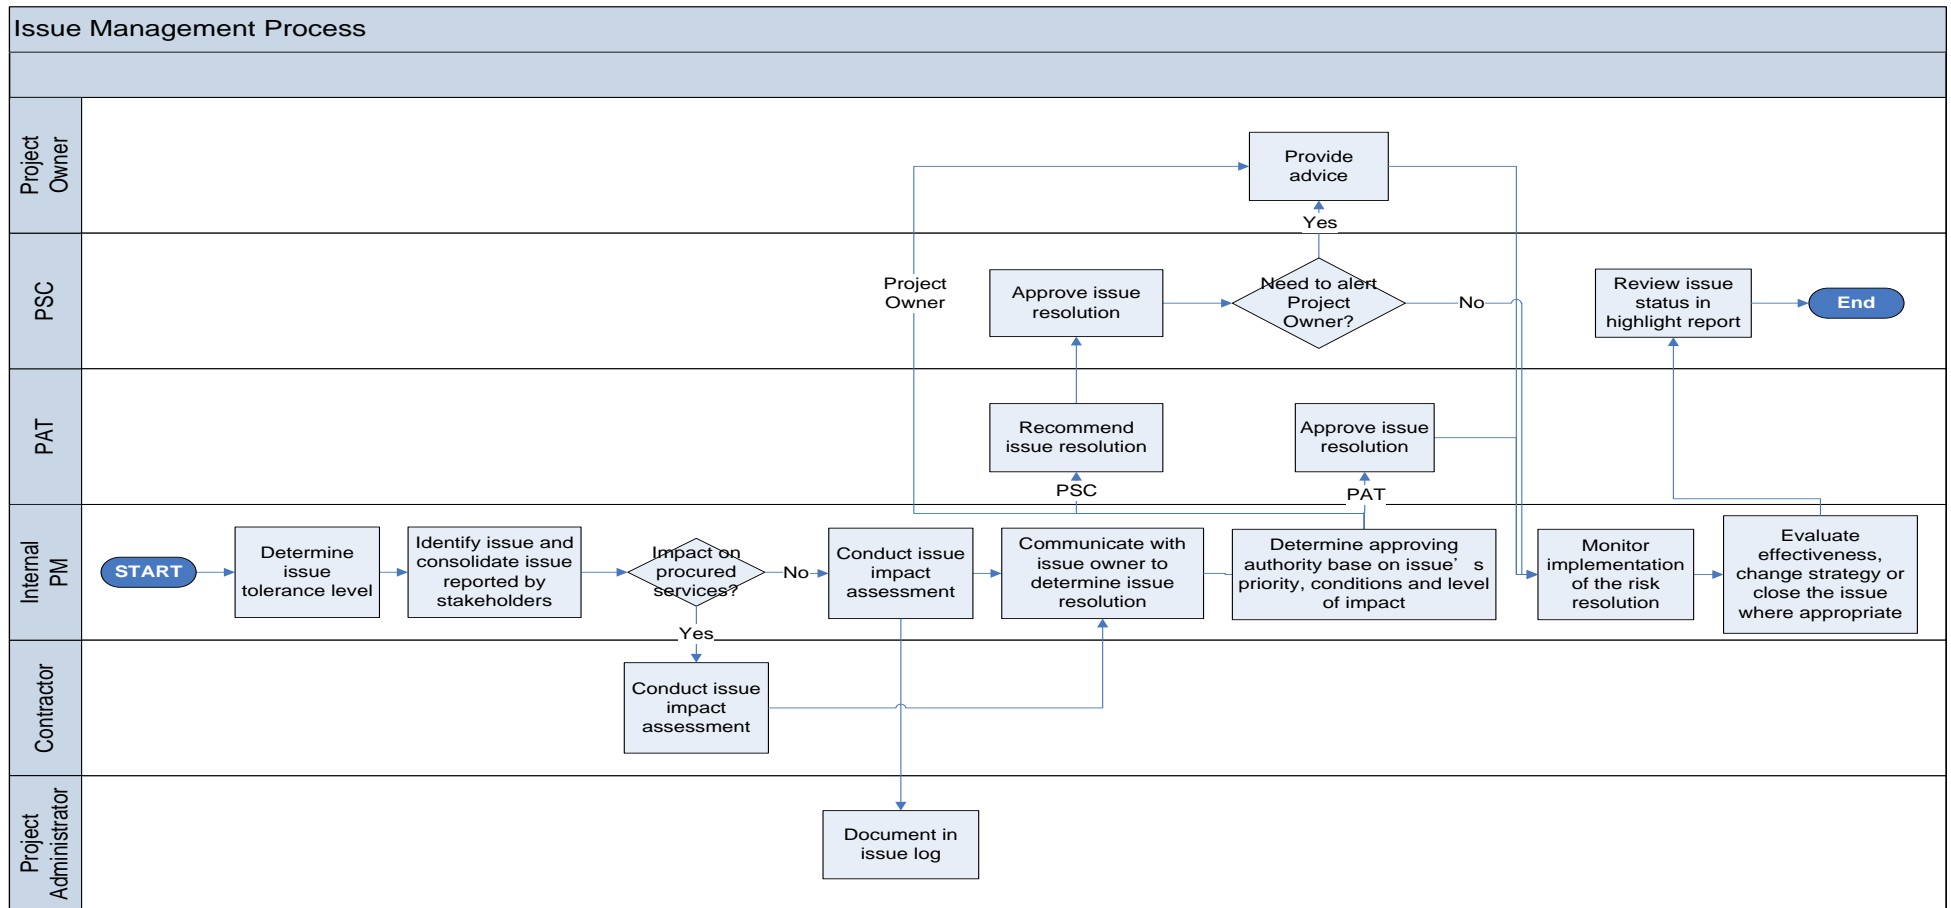 Issue Management Process
Project
Owner
Provide
advice
Yes
PSC
Project
Owner
Approve issue
resolution
Need to alert
Project
Owner?
No
Review issue
status in
highlight report
End
PAT
Recommend
issue resolution
Approve issue
resolution
PSC
PAT
Internal
PM
START
Determine
issue
tolerance level
Identify issue and
consolidate issue
reported by
stakeholders
Impact on
procured
services?
No
Conduct issue
impact
assessment
Communicate with
issue owner to
determine issue
resolution
Determine approving
authority base on issue’s
priority, conditions and level
of impact
Monitor
implementation
of the risk
resolution
Evaluate
effectiveness,
change strategy or
close the issue
where appropriate
Yes
Contractor
Conduct issue
impact
assessment
Project
Administrator
Document in
issue log